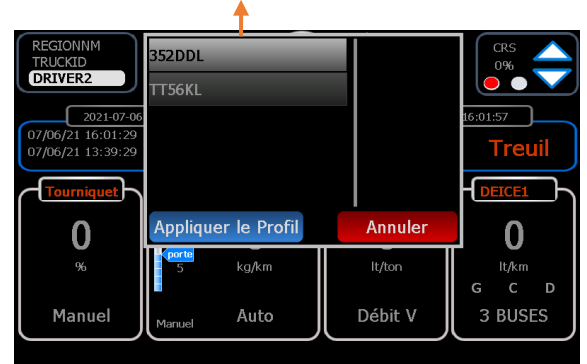 REGIONNM
TRUCKID
DRIVER2
352DDL
TT56KL
CRS
0%
2021-07-06
16:01:57
07/06/21 16:01:29
07/06/21 13:39:29
Treuil
Tourniquet
DEICE1
Appliquer le Profil
Annuler
0
%
Manuel
porte
5
kg/km
Manuel
Auto
lt/ton
Débit V
0
lt/km
G C D
3 BUSES